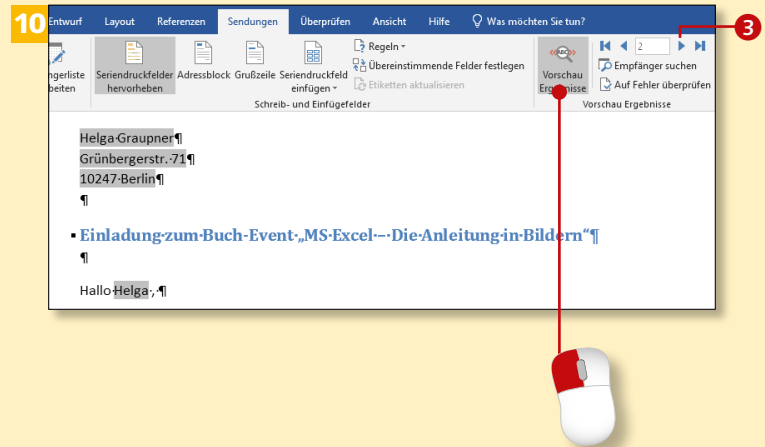 10
Entwurf Layout Referenzen Sendungen Überprüfen Ansicht Hilfe Was möchten Sie tun?
3
ngerliste
beiten
Seriendruckfelder
hervorheben
Adressblock
Grußzeile
Seriendruckfeld
einfügen
Regeln
Übereinstimmende Felder festlegen
Etiketten aktualisieren
Schreib- und Einfügefelder
«ABC»
Vorschau
Ergebnisse
2
Empfänger suchen
Auf Fehler überprüfen
Vorschau Ergebnisse
Helga·Graupner¶
Grünbergerstr.·71¶
10247·Berlin¶
¶
▪Einladung·zum·Buch-Event·„MS·Excel·–·Die·Anleitung·in·Bildern“¶
¶
Hallo·Helga·,·¶